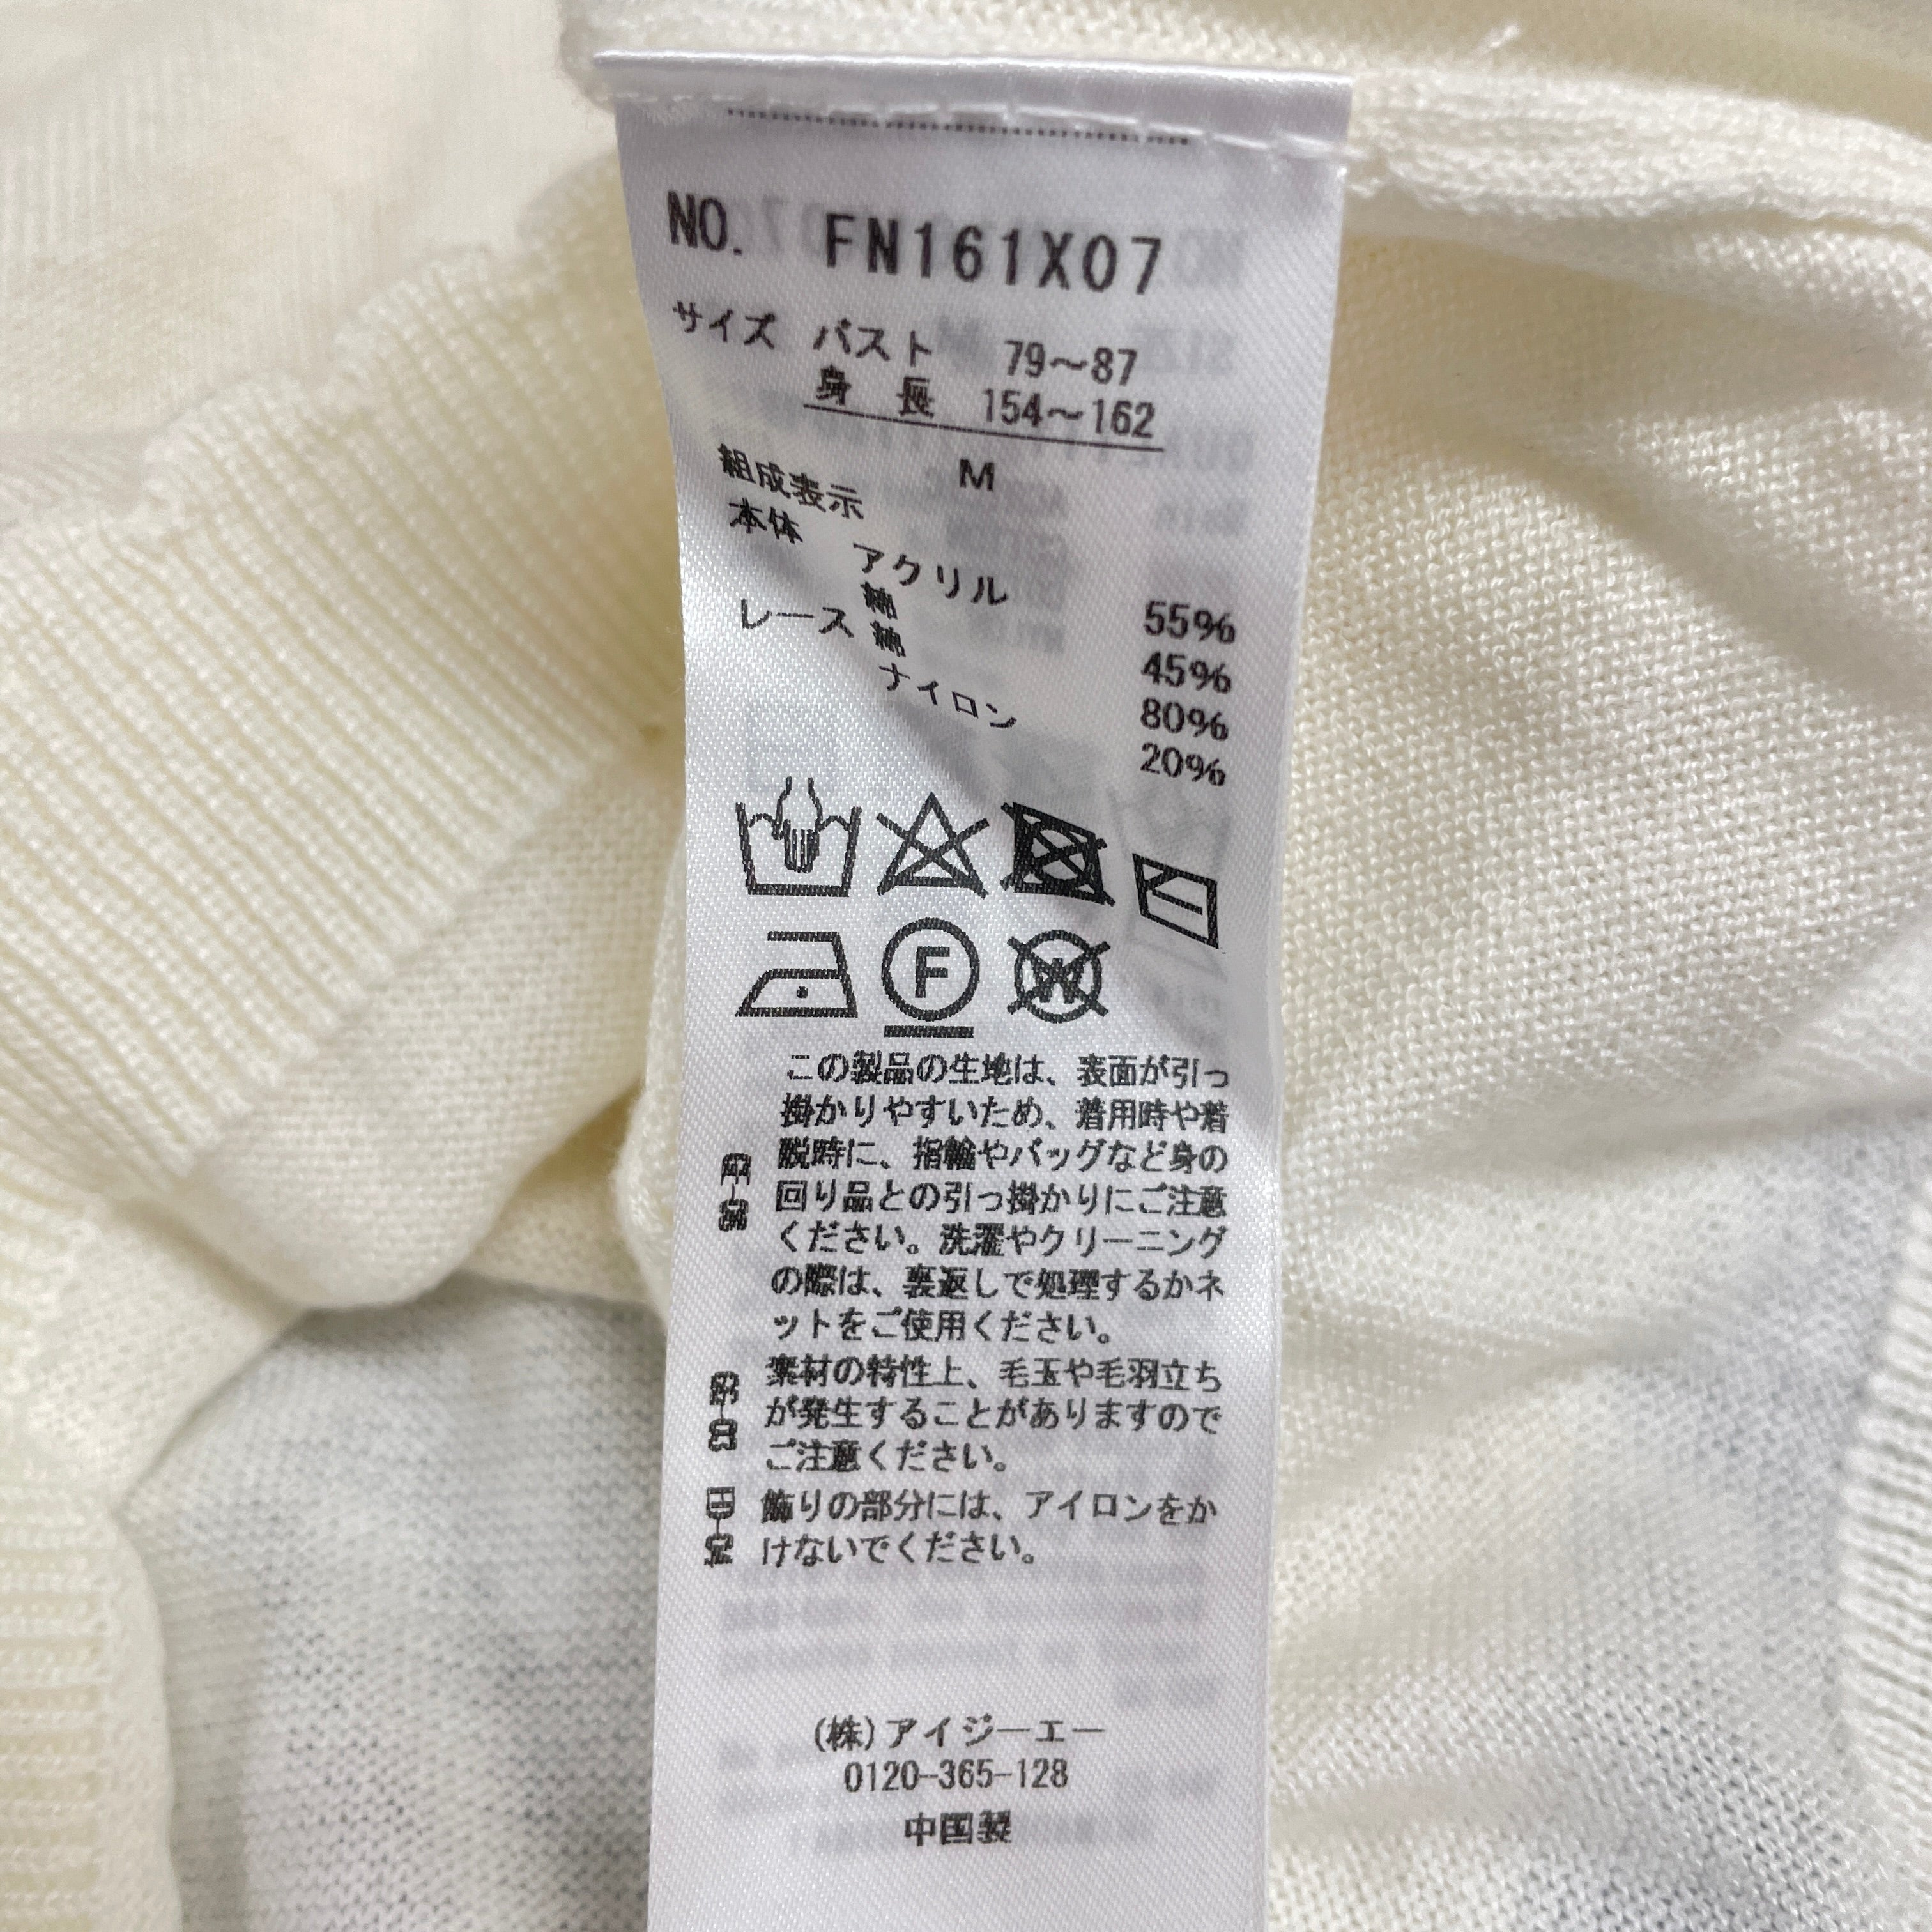 NO. FN161X07
サイズ バスト 79～87
身長 154～162
M
組成表示
本体 アクリル 55%
綿 45%
レース 綿 80%
ナイロン 20%
F W
この製品の生地は、表面が引っ
掛かりやすいため、着用時や着
脱時に、指輪やバッグなど身の
回り品との引っ掛かりにご注意
ください。洗濯やクリーニング
の際は、裏返しで処理するかネ
ットをご使用ください。
素材の特性上、毛玉や毛羽立ち
が発生することがありますので
ご注意ください。
飾りの部分には、アイロンをか
けないでください。
(株)アイジーエー
0120-365-128
中国製